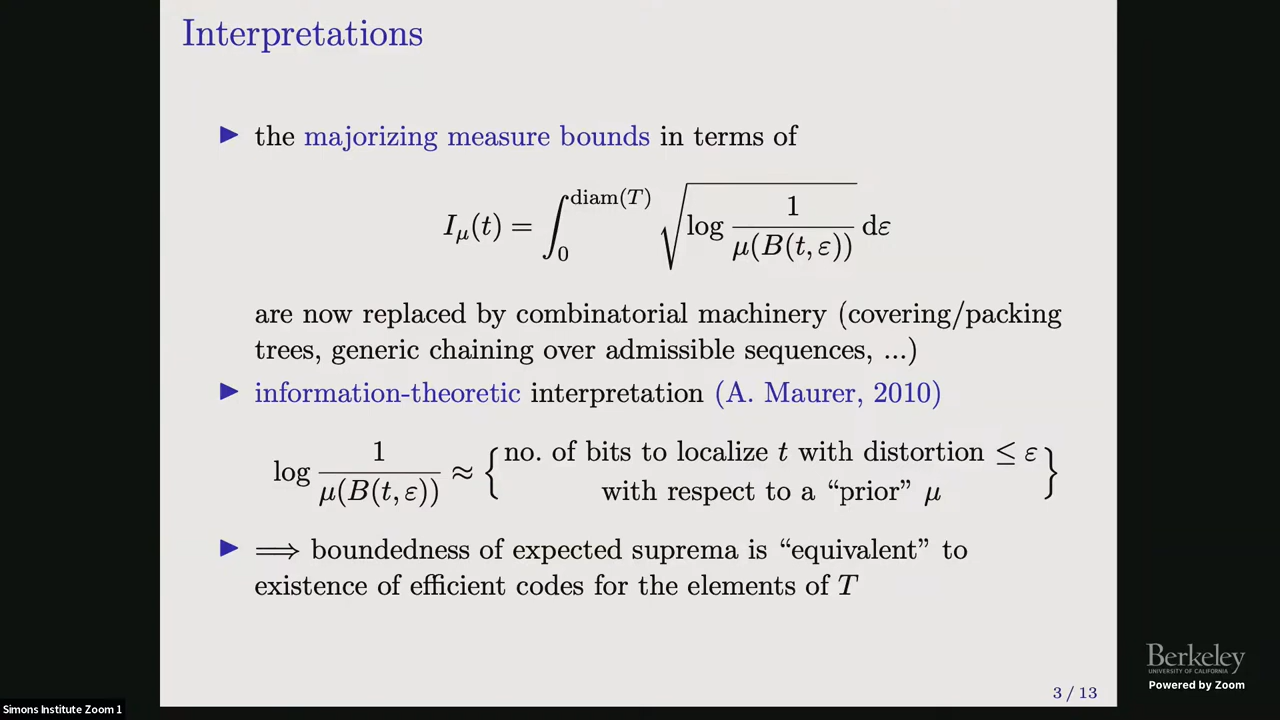 Interpretations
▶ the majorizing measure bounds in terms of
I_μ(t) = ∫_0^{diam(T)} √(log 1/μ(B(t, ε))) dε
are now replaced by combinatorial machinery (covering/packing
trees, generic chaining over admissible sequences, ...)
▶ information-theoretic interpretation (A. Maurer, 2010)
log 1/μ(B(t, ε)) ≈ { no. of bits to localize t with distortion ≤ ε
with respect to a “prior” μ }
▶ ⟹ boundedness of expected suprema is “equivalent” to
existence of efficient codes for the elements of T
Berkeley
UNIVERSITY OF CALIFORNIA
Powered by Zoom
3 / 13
Simons Institute Zoom 1